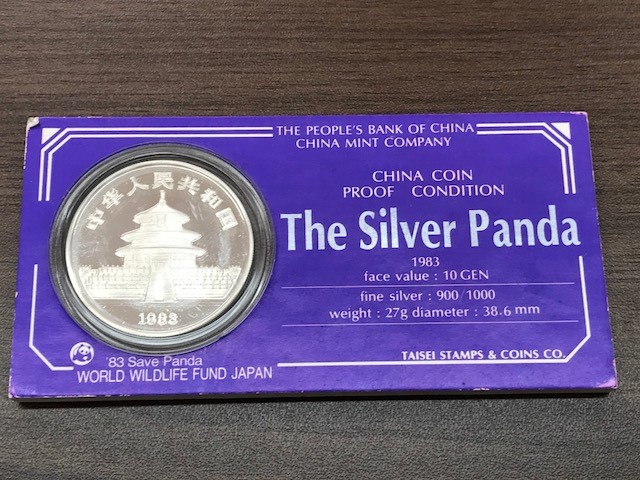 THE PEOPLE'S BANK OF CHINA
CHINA MINT COMPANY
CHINA COIN
PROOF CONDITION
The Silver Panda
1983
face value : 10 GEN
fine silver : 900/1000
weight : 27g diameter : 38.6 mm
TAISEI STAMPS & COINS CO.
中华人民共和国
1983
'83 Save Panda
WORLD WILDLIFE FUND JAPAN